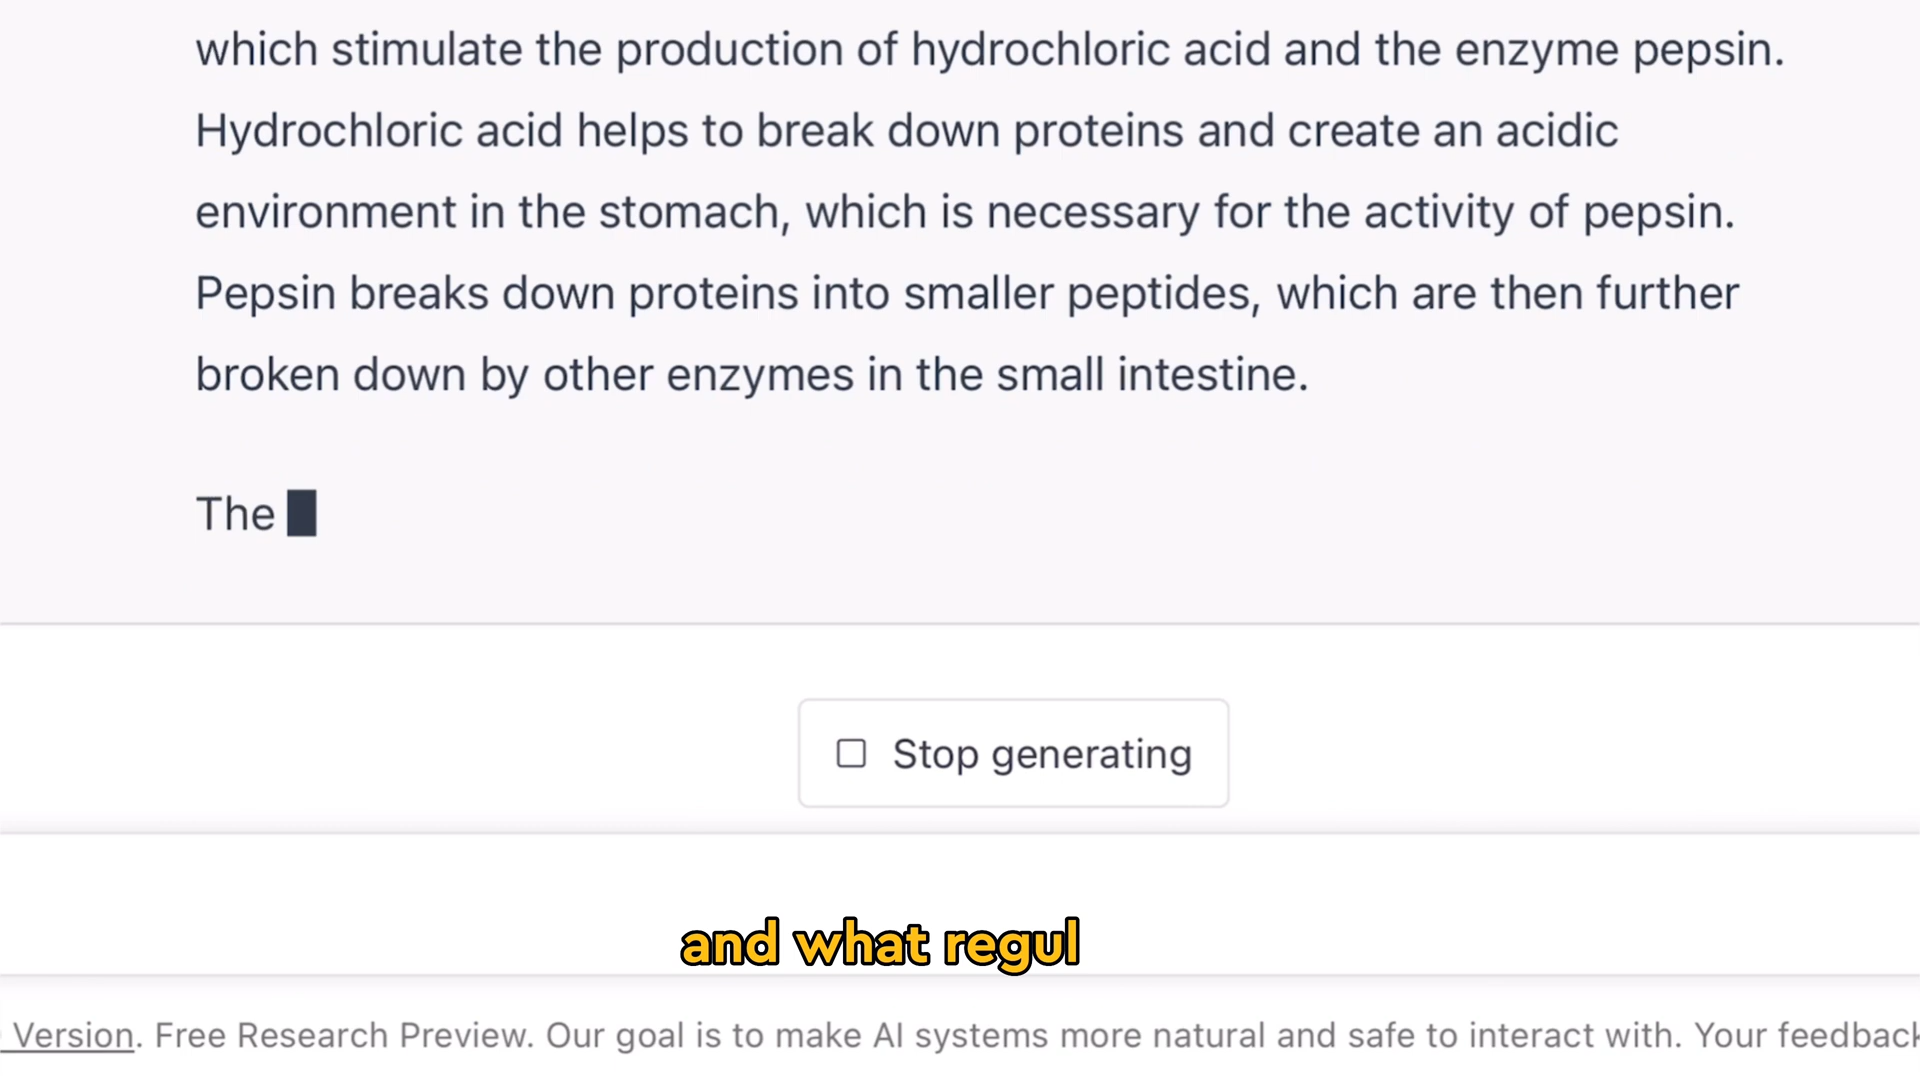 which stimulate the production of hydrochloric acid and the enzyme pepsin.
Hydrochloric acid helps to break down proteins and create an acidic
environment in the stomach, which is necessary for the activity of pepsin.
Pepsin breaks down proteins into smaller peptides, which are then further
broken down by other enzymes in the small intestine.
The
Stop generating
and what regul
Version. Free Research Preview. Our goal is to make AI systems more natural and safe to interact with. Your feedback